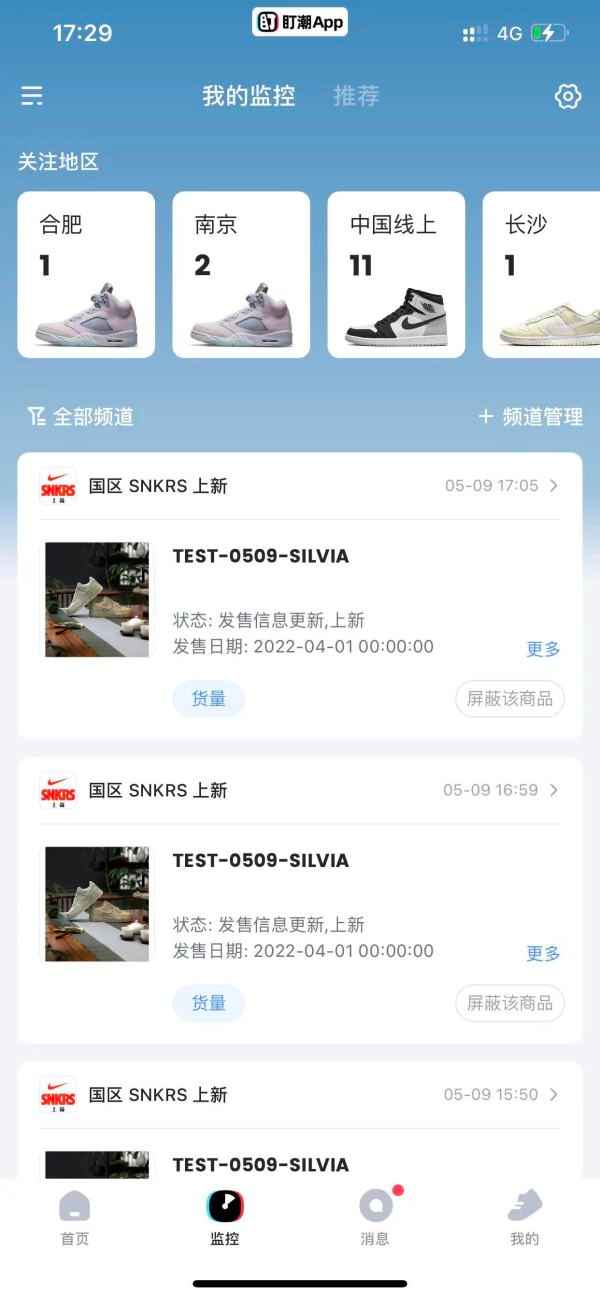 17:29
盯潮App
4G
我的监控
推荐
关注地区
合肥
1
南京
2
中国线上
11
长沙
1
全部频道
+ 频道管理
SNKRS
上新
国区 SNKRS 上新
05-09 17:05
TEST-0509-SILVIA
状态: 发售信息更新,上新
发售日期: 2022-04-01 00:00:00
更多
货量
屏蔽该商品
SNKRS
上新
国区 SNKRS 上新
05-09 16:59
TEST-0509-SILVIA
状态: 发售信息更新,上新
发售日期: 2022-04-01 00:00:00
更多
货量
屏蔽该商品
SNKRS
上新
国区 SNKRS 上新
05-09 15:50
TEST-0509-SILVIA
首页
监控
消息
我的